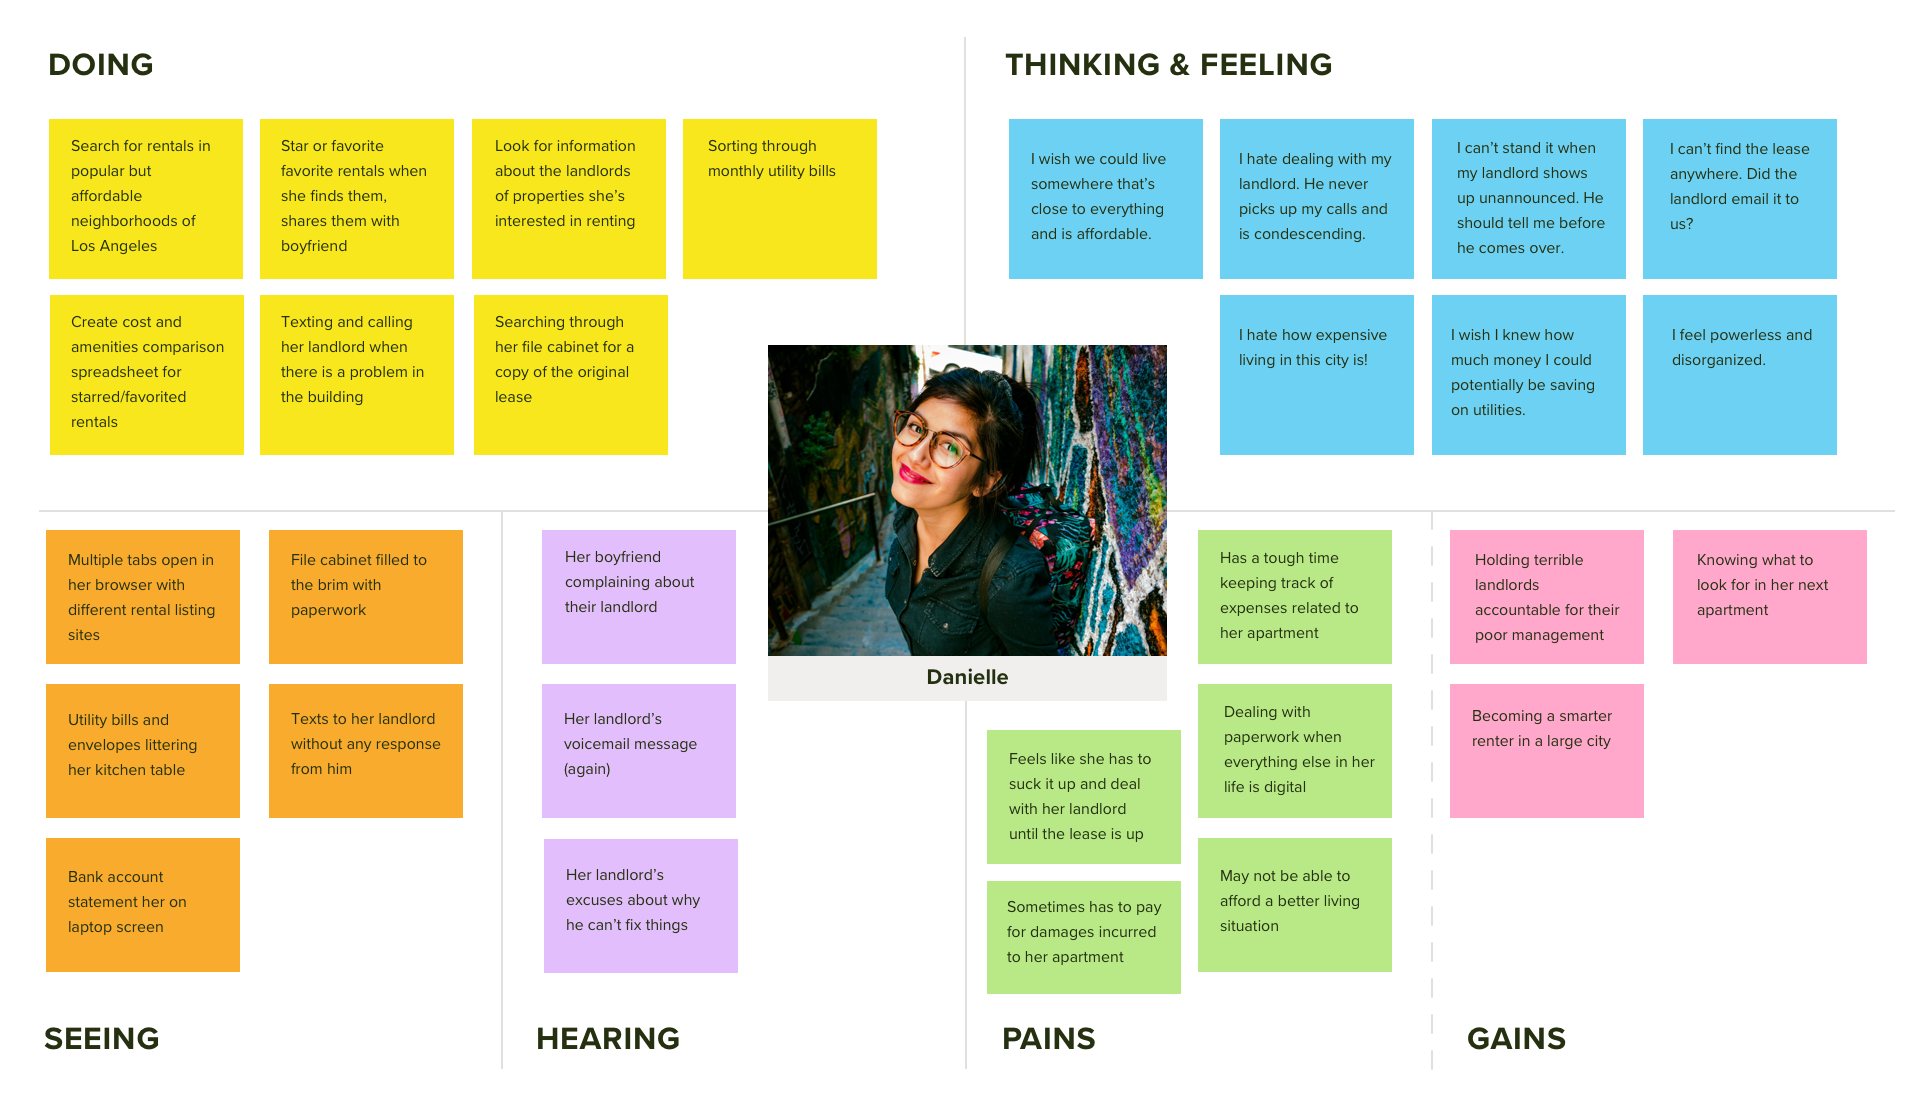 DOING
Search for rentals in
popular but
affordable
neighborhoods of
Los Angeles
Star or favorite
favorite rentals when
she finds them,
shares them with
boyfriend
Look for information
about the landlords
of properties she’s
interested in renting
Sorting through
monthly utility bills
Create cost and
amenities comparison
spreadsheet for
starred/favorited
rentals
Texting and calling
her landlord when
there is a problem in
the building
Searching through
her file cabinet for a
copy of the original
lease
THINKING & FEELING
I wish we could live
somewhere that’s
close to everything
and is affordable.
I hate dealing with my
landlord. He never
picks up my calls and
is condescending.
I can’t stand it when
my landlord shows
up unannounced. He
should tell me before
he comes over.
I can’t find the lease
anywhere. Did the
landlord email it to
us?
I hate how expensive
living in this city is!
I wish I knew how
much money I could
potentially be saving
on utilities.
I feel powerless and
disorganized.
Danielle
Multiple tabs open in
her browser with
different rental listing
sites
File cabinet filled to
the brim with
paperwork
Utility bills and
envelopes littering
her kitchen table
Texts to her landlord
without any response
from him
Bank account
statement her on
laptop screen
SEEING
Her boyfriend
complaining about
their landlord
Her landlord’s
voicemail message
(again)
Her landlord’s
excuses about why
he can’t fix things
HEARING
Has a tough time
keeping track of
expenses related to
her apartment
Dealing with
paperwork when
everything else in her
life is digital
Feels like she has to
suck it up and deal
with her landlord
until the lease is up
Sometimes has to pay
for damages incurred
to her apartment
May not be able to
afford a better living
situation
PAINS
Holding terrible
landlords
accountable for their
poor management
Knowing what to
look for in her next
apartment
Becoming a smarter
renter in a large city
GAINS